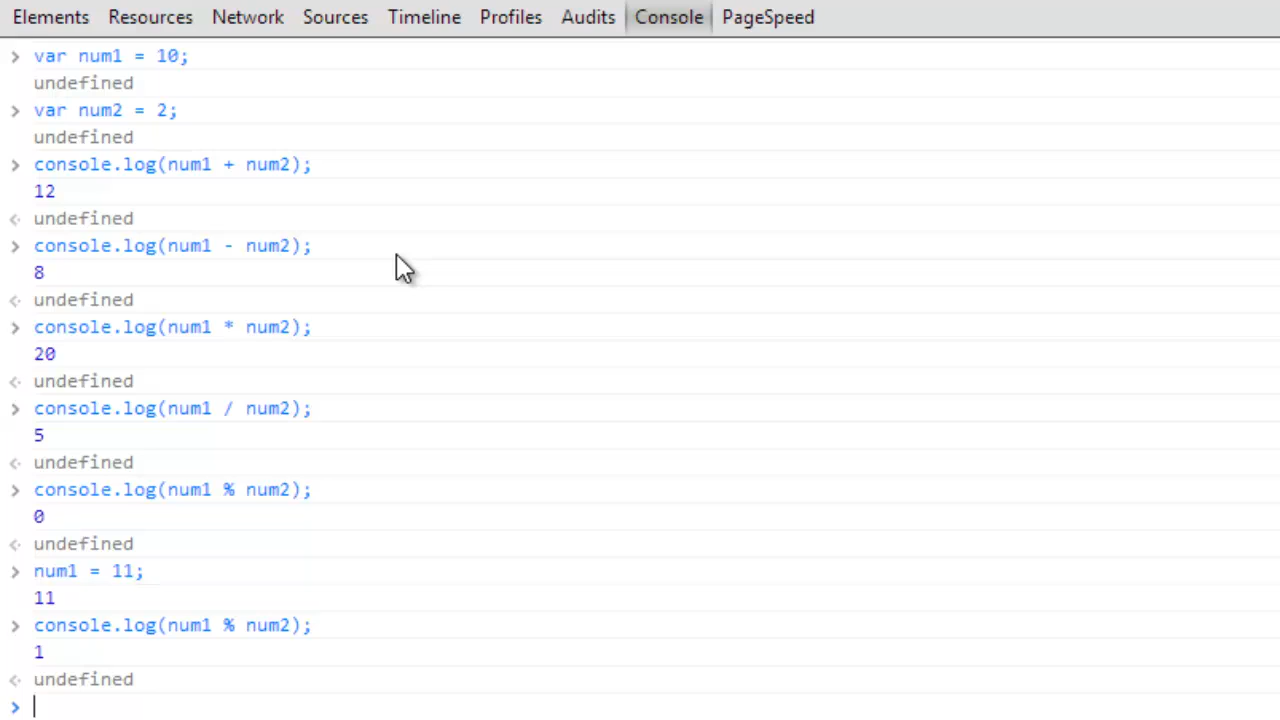 Elements Resources Network Sources Timeline Profiles Audits Console PageSpeed
> var num1 = 10;
undefined
> var num2 = 2;
undefined
> console.log(num1 + num2);
12
<· undefined
> console.log(num1 - num2);
8
<· undefined
> console.log(num1 * num2);
20
<· undefined
> console.log(num1 / num2);
5
<· undefined
> console.log(num1 % num2);
0
<· undefined
> num1 = 11;
11
> console.log(num1 % num2);
1
<· undefined
>